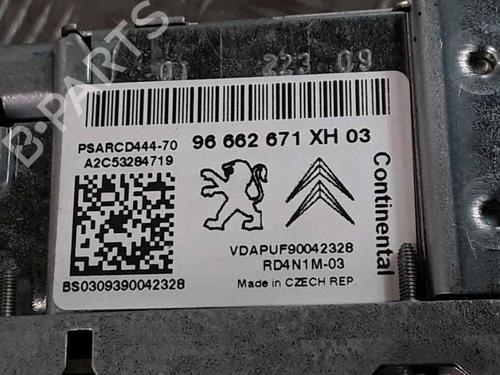 01 223 09
PSARCD444-70 96 662 671 XH 03
A2C53284719
Continental
VDAPUF90042328
RD4N1M-03
BS0309390042328 Made in CZECH REP.
B-PARTS